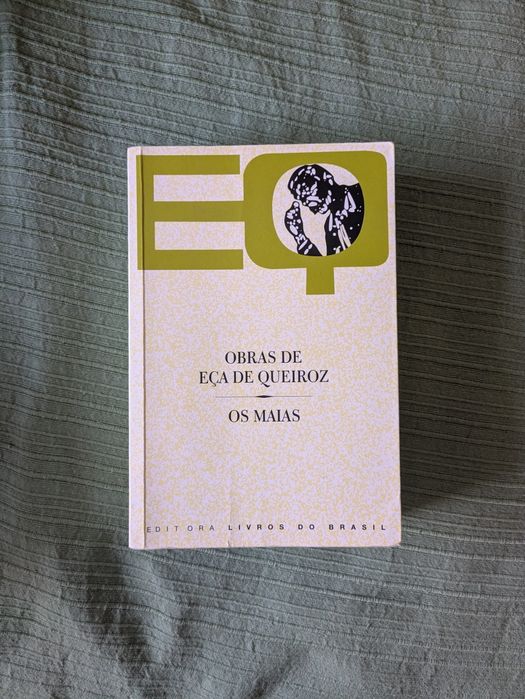 EQ
OBRAS DE
EÇA DE QUEIROZ
OS MAIAS
EDITORA LIVROS DO BRASIL